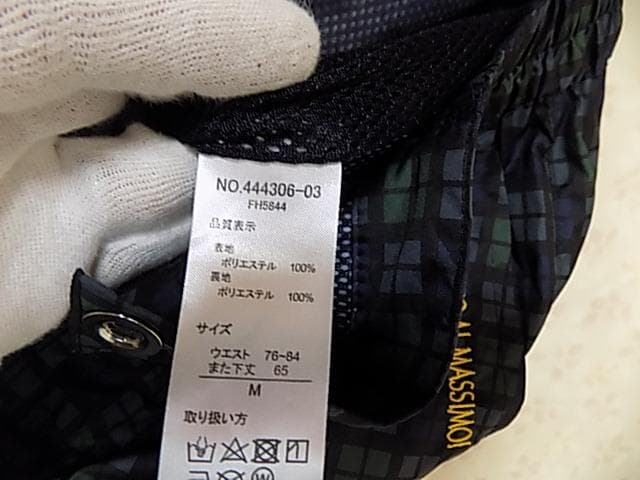 NO.444306-03
FH5644
品質表示
表地
ポリエステル 100%
裏地
ポリエステル 100%
サイズ
ウエスト 76-84
また下丈 65
M
取り扱い方
MASSIMO